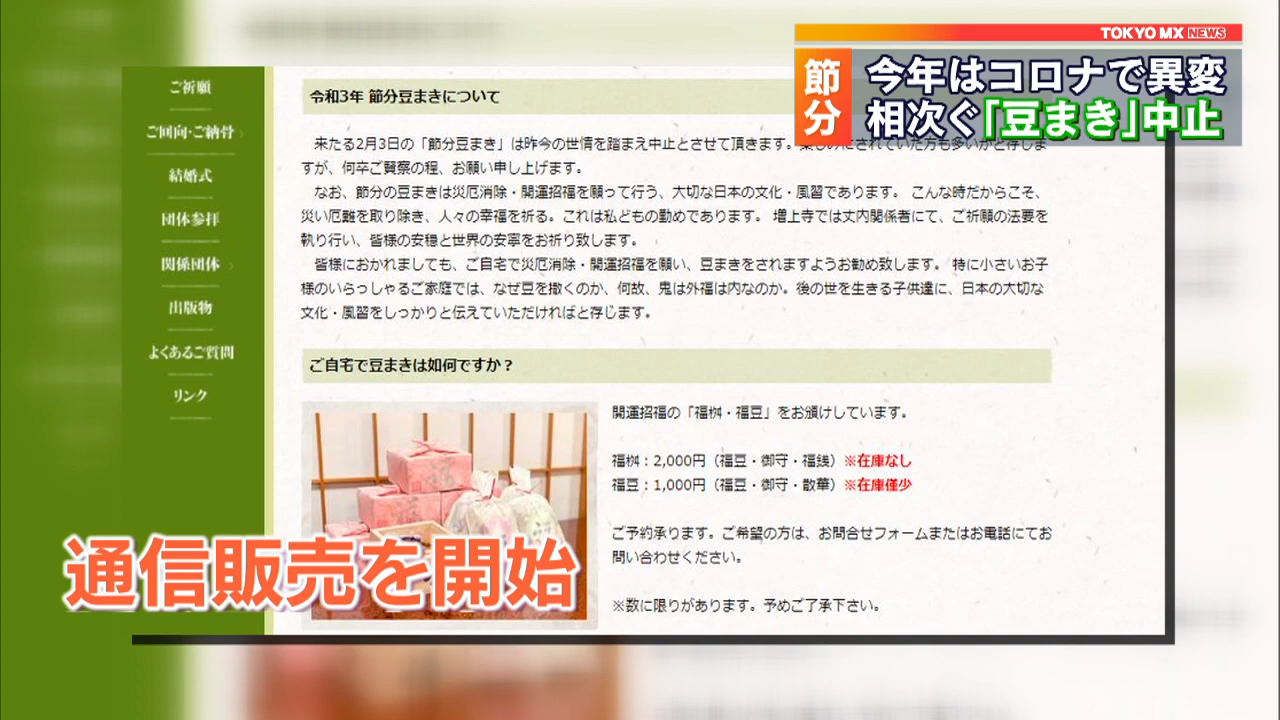 TOKYO MX NEWS
節分
今年はコロナで異変
相次ぐ「豆まき」中止
ご祈願
ご回向・ご納骨
結婚式
団体参拝
関係団体
出版物
よくあるご質問
リンク
令和3年 節分豆まきについて
来たる2月3日の「節分豆まき」は昨今の世情を踏まえ中止とさせて頂きます。楽しみにされていた方も多いかと存じま
すが、何卒ご賢察の程、お願い申し上げます。
なお、節分の豆まきは災厄消除・開運招福を願って行う、大切な日本の文化・風習であります。 こんな時だからこそ、
災い厄難を取り除き、人々の幸福を祈る。これは私どもの勤めであります。 増上寺では丈内関係者にて、ご祈願の法要を
執り行い、皆様の安穏と世界の安寧をお祈り致します。
皆様におかれましても、ご自宅で災厄消除・開運招福を願い、豆まきをされますようお勧め致します。 特に小さいお子
様のいらっしゃるご家庭では、なぜ豆を撒くのか、何故、鬼は外福は内なのか。後の世を生きる子供達に、日本の大切な
文化・風習をしっかりと伝えていただければと存じます。
ご自宅で豆まきは如何ですか？
開運招福の「福桝・福豆」をお頒けしています。
福桝：2,000円（福豆・御守・福銭）※在庫なし
福豆：1,000円（福豆・御守・散華）※在庫僅少
ご予約承ります。ご希望の方は、お問合せフォームまたはお電話にてお
問い合わせください。
※数に限りがあります。予めご了承下さい。
通信販売を開始